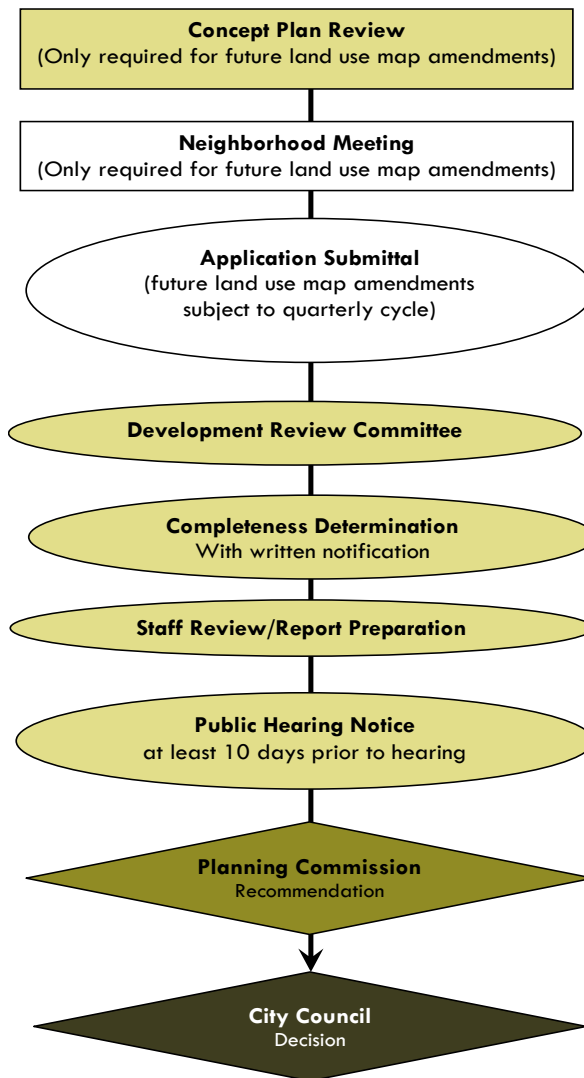 Concept Plan Review
(Only required for future land use map amendments)
Neighborhood Meeting
(Only required for future land use map amendments)
Application Submittal
(future land use map amendments
subject to quarterly cycle)
Development Review Committee
Completeness Determination
With written notification
Staff Review/Report Preparation
Public Hearing Notice
at least 10 days prior to hearing
Planning Commission
Recommendation
City Council
Decision